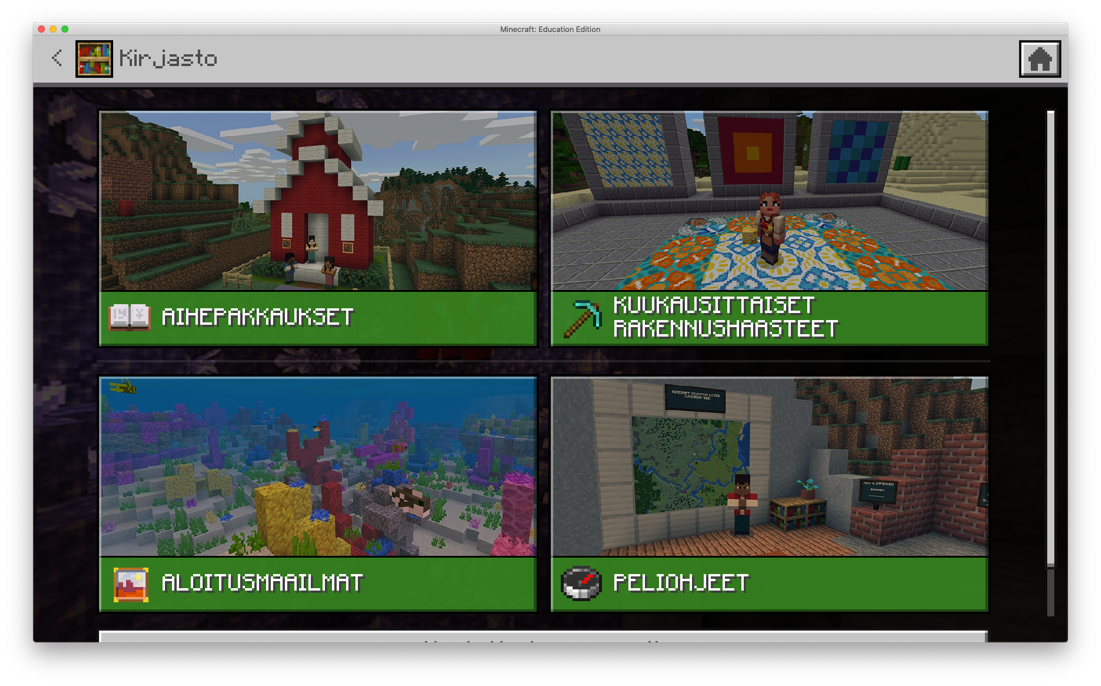 Minecraft: Education Edition
Kirjasto
AIHEPAKKAUKSET
KUUKAUSITTAISET
RAKENNUSHAASTEET
ALOITUSMAAILMAT
PELIOHJEET